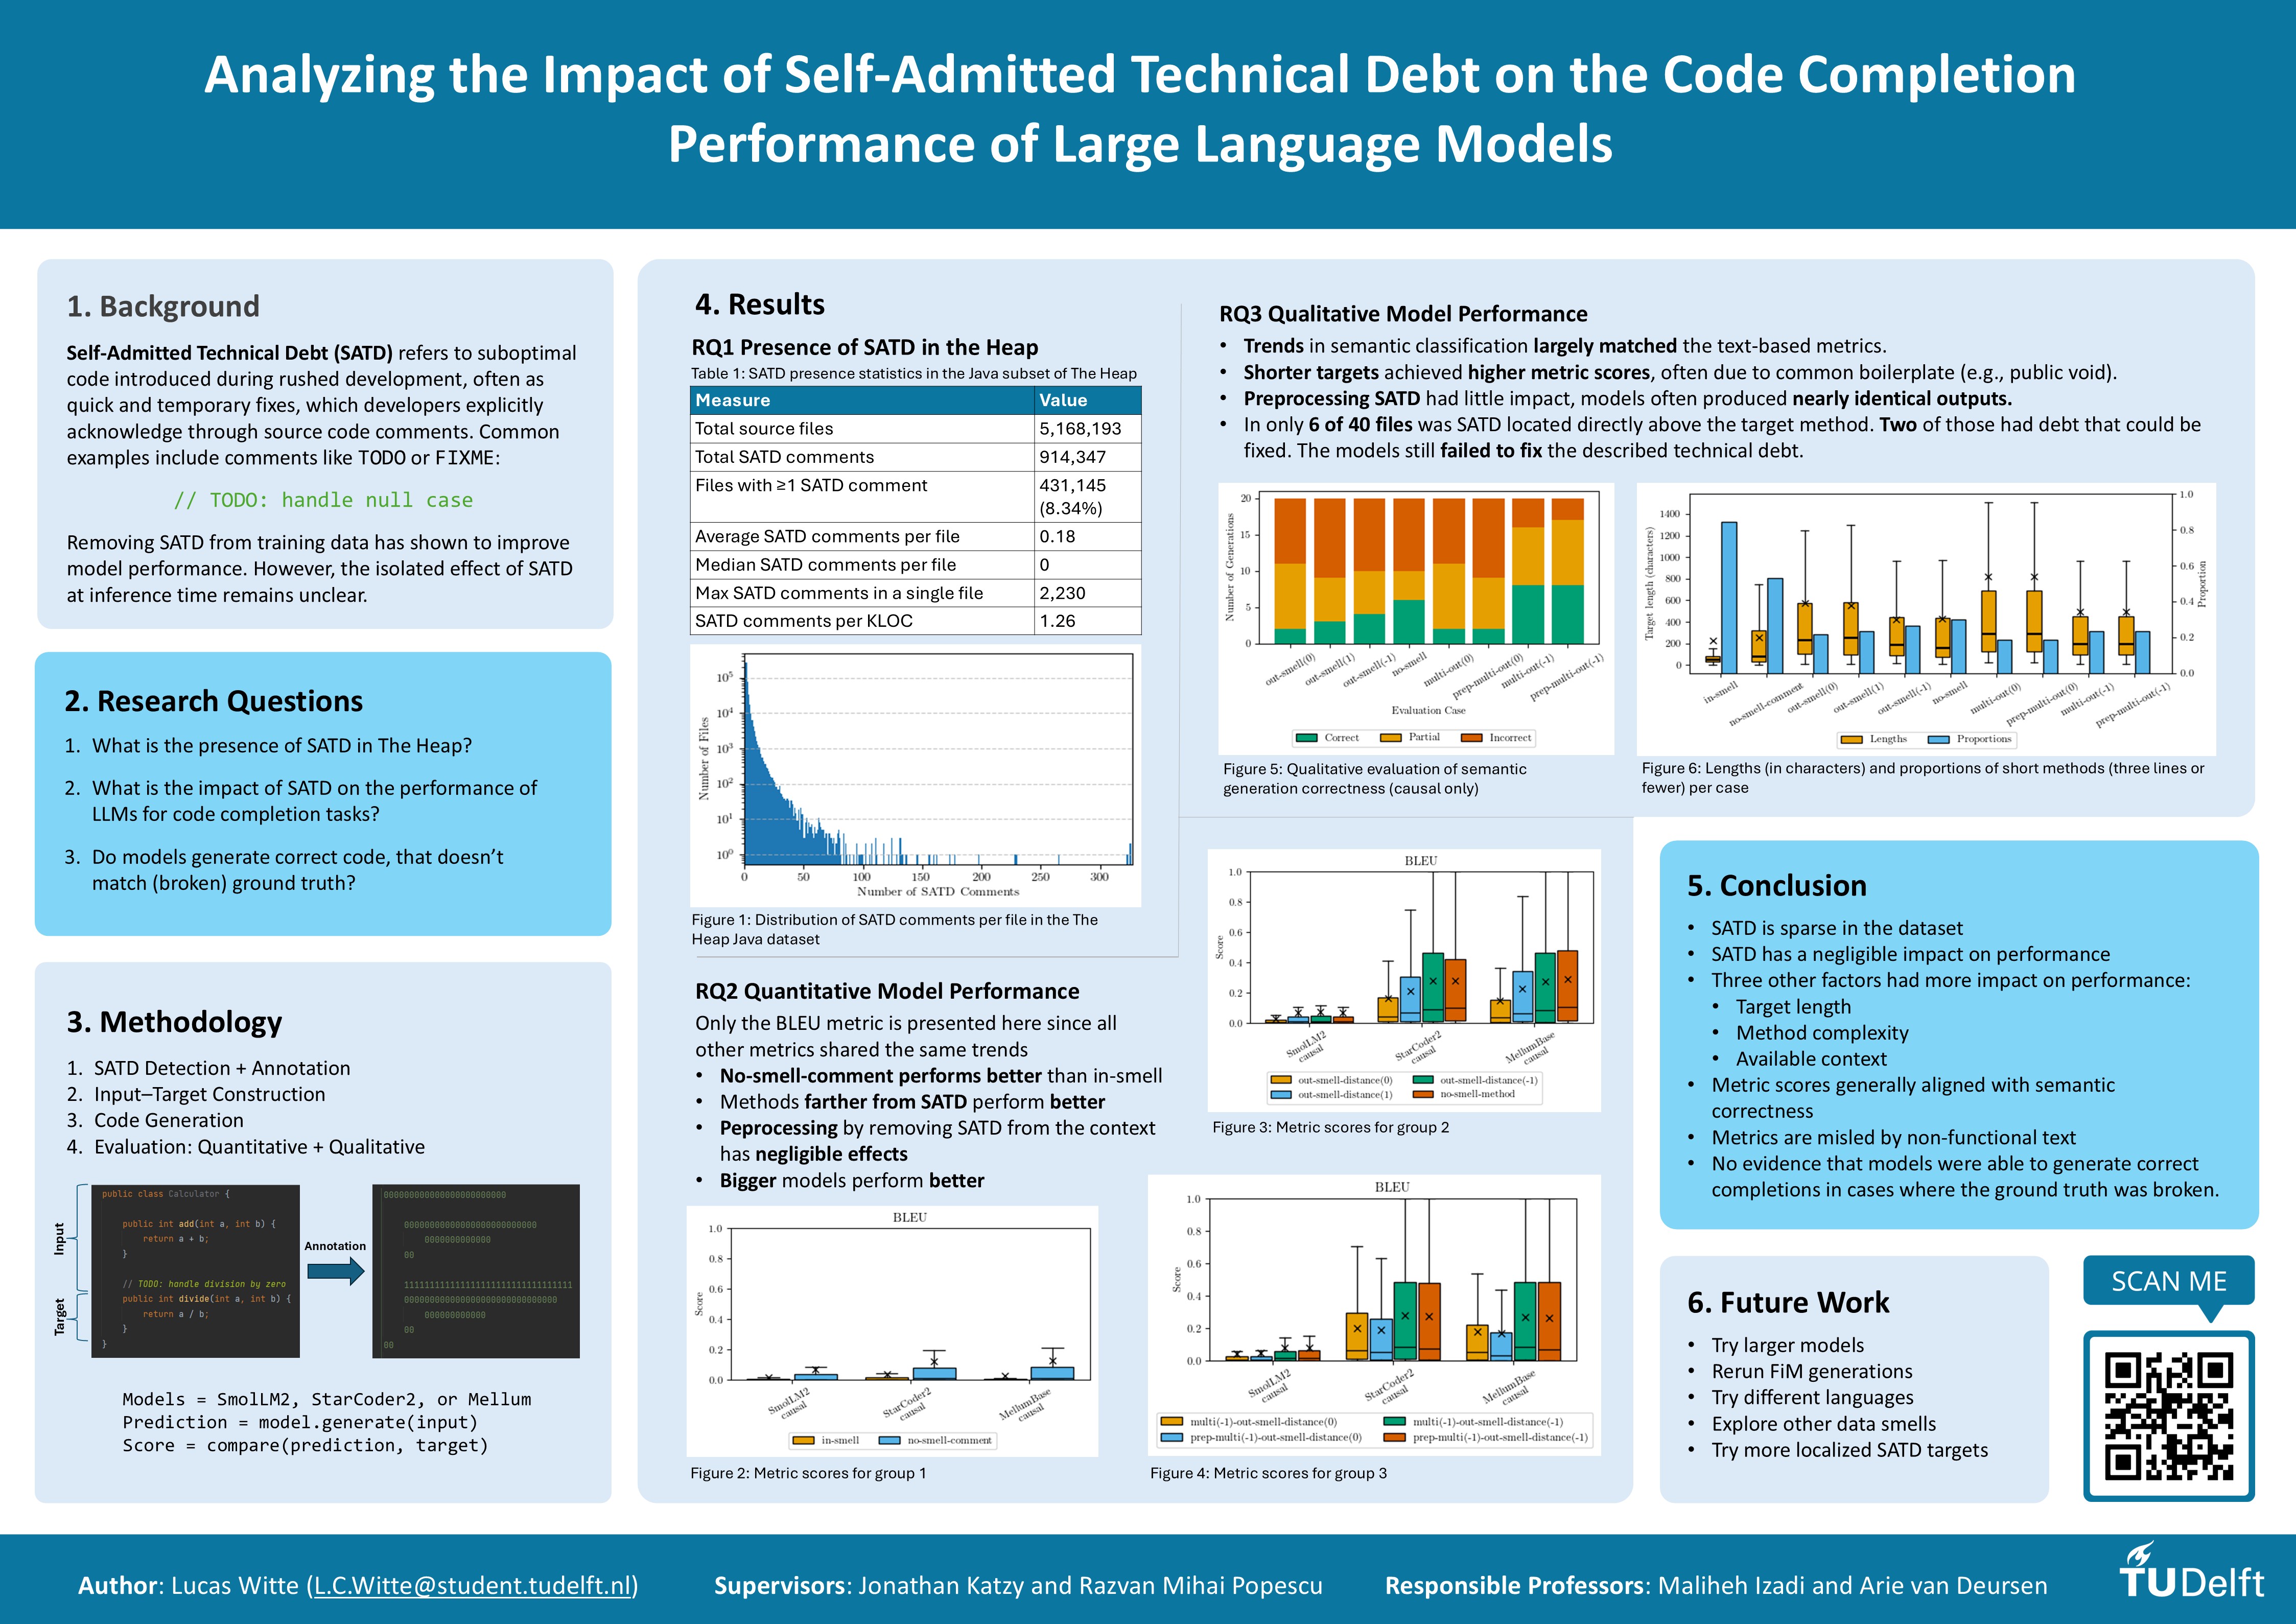 Analyzing the Impact of Self-Admitted Technical Debt on the Code Completion
Performance of Large Language Models
1. Background
Self-Admitted Technical Debt (SATD) refers to suboptimal
code introduced during rushed development, often as
quick and temporary fixes, which developers explicitly
acknowledge through source code comments. Common
examples include comments like TODO or FIXME:
// TODO: handle null case
Removing SATD from training data has shown to improve
model performance. However, the isolated effect of SATD
at inference time remains unclear.
2. Research Questions
1. What is the presence of SATD in The Heap?
2. What is the impact of SATD on the performance of
LLMs for code completion tasks?
3. Do models generate correct code, that doesn't
match (broken) ground truth?
3. Methodology
1. SATD Detection + Annotation
2. Input–Target Construction
3. Code Generation
4. Evaluation: Quantitative + Qualitative
Input
Target
public class Calculator {
public int add(int a, int b) {
return a + b;
}
// TODO: handle division by zero
public int divide(int a, int b) {
return a / b;
}
}
Annotation
Models = SmolLM2, StarCoder2, or Mellum
Prediction = model.generate(input)
Score = compare(prediction, target)
4. Results
RQ1 Presence of SATD in the Heap
Table 1: SATD presence statistics in the Java subset of The Heap
Measure Value
Total source files 5,168,193
Total SATD comments 914,347
Files with ≥1 SATD comment 431,145
(8.34%)
Average SATD comments per file 0.18
Median SATD comments per file 0
Max SATD comments in a single file 2,230
SATD comments per KLOC 1.26
Number of Files
10⁵
10⁴
10³
10²
10¹
10⁰
0 50 100 150 200 250 300
Number of SATD Comments
Figure 1: Distribution of SATD comments per file in the The
Heap Java dataset
RQ2 Quantitative Model Performance
Only the BLEU metric is presented here since all
other metrics shared the same trends
• No-smell-comment performs better than in-smell
• Methods farther from SATD perform better
• Peprocessing by removing SATD from the context
has negligible effects
• Bigger models perform better
BLEU
Score
1.0
0.8
0.6
0.4
0.2
0.0
SmolLM2
causal
StarCoder2
causal
MellumBase
causal
in-smell no-smell-comment
Figure 2: Metric scores for group 1
RQ3 Qualitative Model Performance
• Trends in semantic classification largely matched the text-based metrics.
• Shorter targets achieved higher metric scores, often due to common boilerplate (e.g., public void).
• Preprocessing SATD had little impact, models often produced nearly identical outputs.
• In only 6 of 40 files was SATD located directly above the target method. Two of those had debt that could be
fixed. The models still failed to fix the described technical debt.
Number of Generations
20
15
10
5
0
out-smell(0)
out-smell(1)
out-smell(-1)
no-smell
multi-out(0)
prep-multi-out(0)
multi-out(-1)
prep-multi-out(-1)
Evaluation Case
Correct Partial Incorrect
Figure 5: Qualitative evaluation of semantic
generation correctness (causal only)
Target length (characters)
1400
1200
1000
800
600
400
200
0
1.0
0.8
0.6
0.4
0.2
0.0
Proportion
in-smell
no-smell-comment
out-smell(0)
out-smell(1)
out-smell(-1)
no-smell
multi-out(0)
prep-multi-out(0)
multi-out(-1)
prep-multi-out(-1)
Lengths Proportions
Figure 6: Lengths (in characters) and proportions of short methods (three lines or
fewer) per case
BLEU
Score
1.0
0.8
0.6
0.4
0.2
0.0
SmolLM2
causal
StarCoder2
causal
MellumBase
causal
out-smell-distance(0) out-smell-distance(-1)
out-smell-distance(1) no-smell-method
Figure 3: Metric scores for group 2
BLEU
Score
1.0
0.8
0.6
0.4
0.2
0.0
SmolLM2
causal
StarCoder2
causal
MellumBase
causal
multi(-1)-out-smell-distance(0) multi(-1)-out-smell-distance(-1)
prep-multi(-1)-out-smell-distance(0) prep-multi(-1)-out-smell-distance(-1)
Figure 4: Metric scores for group 3
5. Conclusion
• SATD is sparse in the dataset
• SATD has a negligible impact on performance
• Three other factors had more impact on performance:
• Target length
• Method complexity
• Available context
• Metric scores generally aligned with semantic
correctness
• Metrics are misled by non-functional text
• No evidence that models were able to generate correct
completions in cases where the ground truth was broken.
6. Future Work
• Try larger models
• Rerun FiM generations
• Try different languages
• Explore other data smells
• Try more localized SATD targets
SCAN ME
Author: Lucas Witte (L.C.Witte@student.tudelft.nl)
Supervisors: Jonathan Katzy and Razvan Mihai Popescu
Responsible Professors: Maliheh Izadi and Arie van Deursen
TUDelft